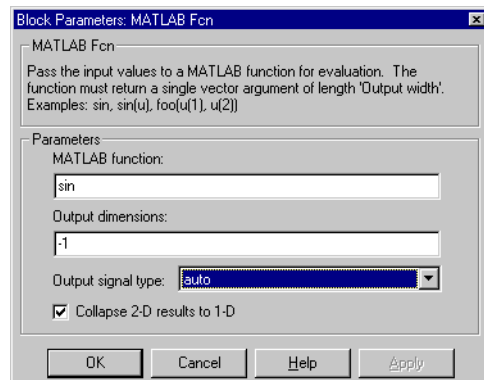 Block Parameters: MATLAB Fcn
MATLAB Fcn
Pass the input values to a MATLAB function for evaluation. The
function must return a single vector argument of length 'Output width'.
Examples: sin, sin(u), foo(u(1), u(2))
Parameters
MATLAB function:
sin
Output dimensions:
-1
Output signal type: auto
Collapse 2-D results to 1-D
OK Cancel Help Apply